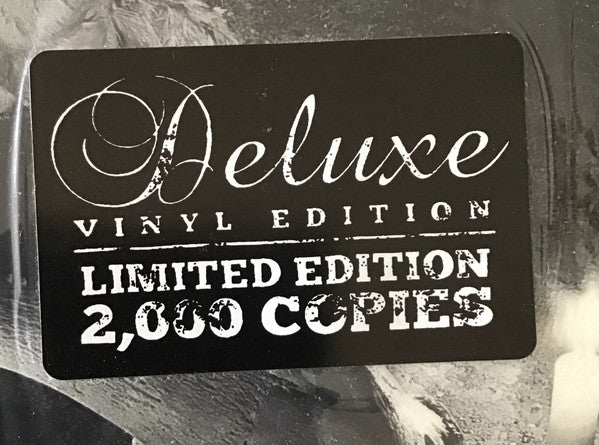 Deluxe
VINYL EDITION
LIMITED EDITION
2,000 COPIES